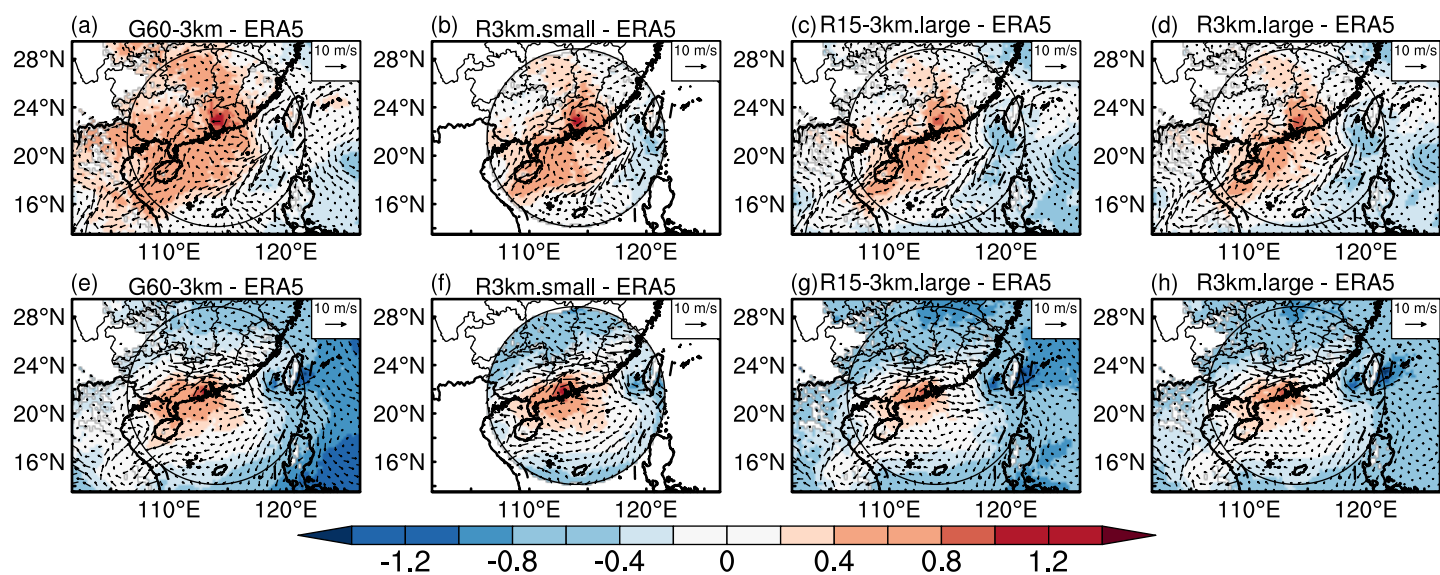 (a) G60-3km - ERA5
(b) R3km.small - ERA5
(c) R15-3km.large - ERA5
(d) R3km.large - ERA5
10 m/s
10 m/s
10 m/s
10 m/s
28°N
28°N
28°N
28°N
24°N
24°N
24°N
24°N
20°N
20°N
20°N
20°N
16°N
16°N
16°N
16°N
110°E 120°E
110°E 120°E
110°E 120°E
110°E 120°E
(e) G60-3km - ERA5
(f) R3km.small - ERA5
(g) R15-3km.large - ERA5
(h) R3km.large - ERA5
10 m/s
10 m/s
10 m/s
10 m/s
28°N
28°N
28°N
28°N
24°N
24°N
24°N
24°N
20°N
20°N
20°N
20°N
16°N
16°N
16°N
16°N
110°E 120°E
110°E 120°E
110°E 120°E
110°E 120°E
-1.2 -0.8 -0.4 0 0.4 0.8 1.2